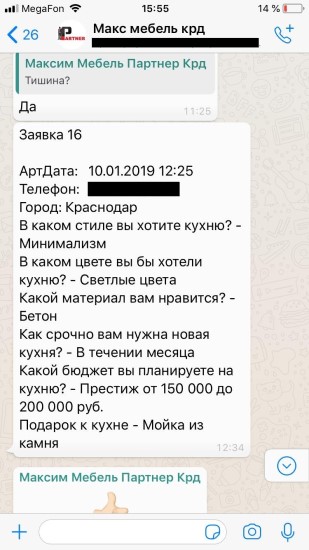 MegaFon 15:55 14 %
26 Макс мебель крд
PARTNER
Максим Мебель Партнер Крд
Тишина?
Да 11:25
Заявка 16
АртДата: 10.01.2019 12:25
Телефон:
Город: Краснодар
В каком стиле вы хотите кухню? -
Минимализм
В каком цвете вы бы хотели
кухню? - Светлые цвета
Какой материал вам нравится? -
Бетон
Как срочно вам нужна новая
кухня? - В течении месяца
Какой бюджет вы планируете на
кухню? - Престиж от 150 000 до
200 000 руб.
Подарок к кухне - Мойка из
камня 12:34
Максим Мебель Партнер Крд